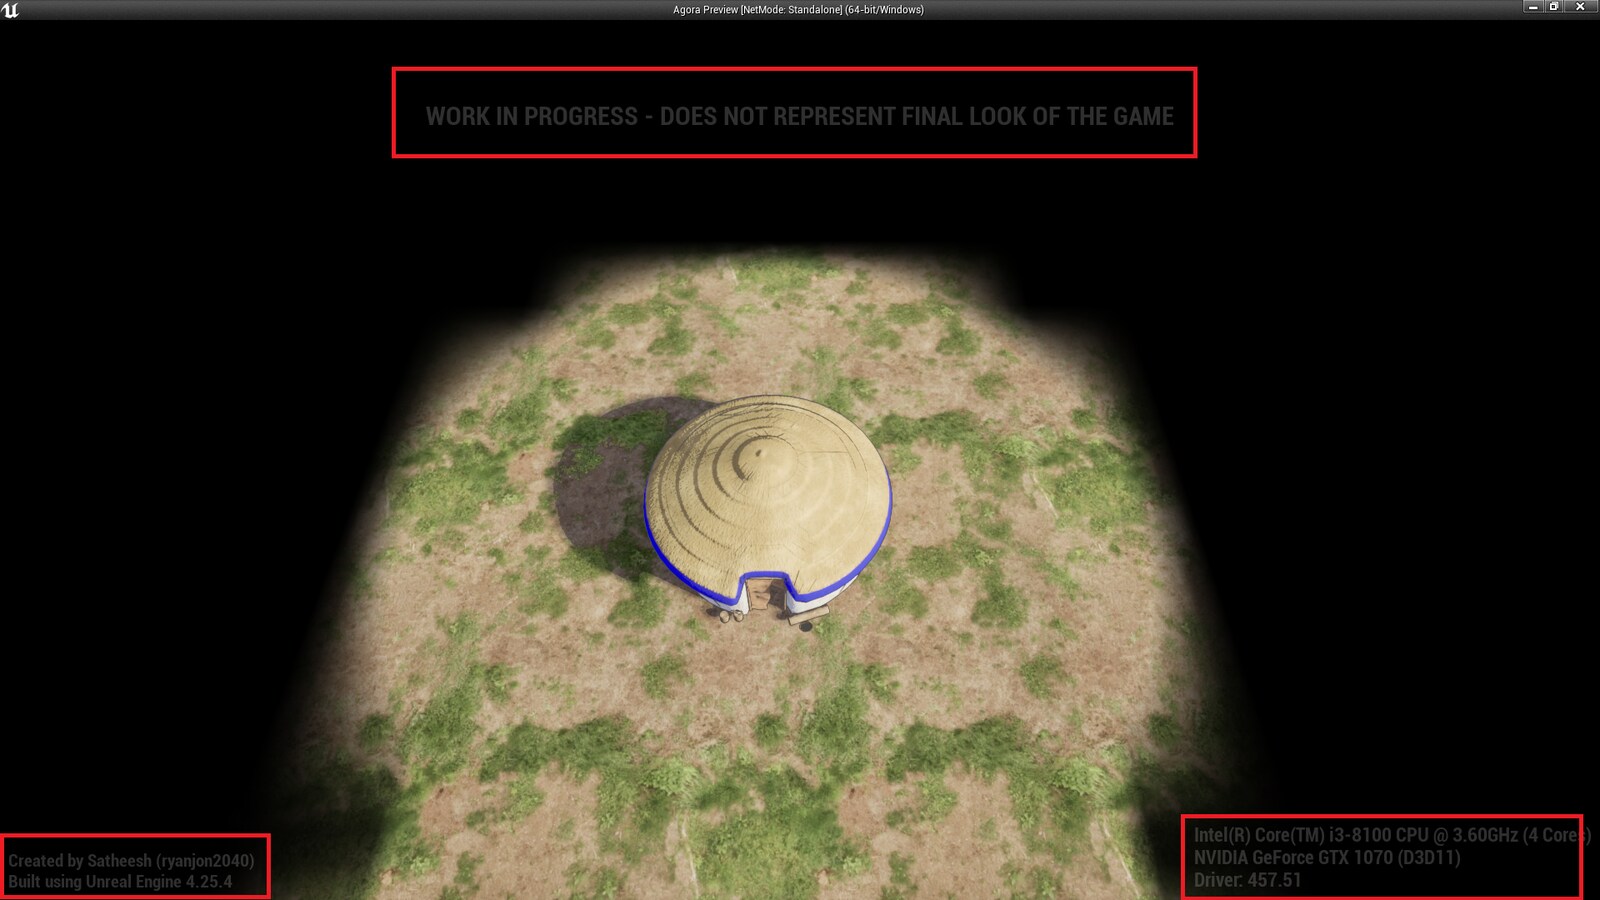 Agora Preview [NetMode: Standalone] (64-bit/Windows)
WORK IN PROGRESS - DOES NOT REPRESENT FINAL LOOK OF THE GAME
Created by Satheesh (ryanjon2040)
Built using Unreal Engine 4.25.4
Intel(R) Core(TM) i3-8100 CPU @ 3.60GHz (4 Cores)
NVIDIA GeForce GTX 1070 (D3D11)
Driver: 457.51